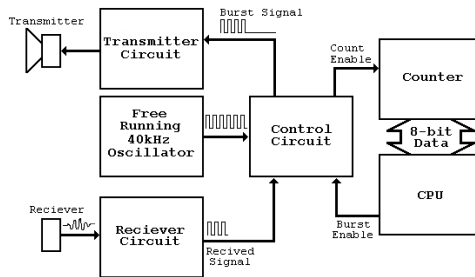 Transmitter
Transmitter
Circuit
Burst Signal
Count
Enable
Counter
Free
Running
40kHz
Oscillator
Control
Circuit
8-bit
Data
CPU
Reciever
Reciever
Circuit
Recived
Signal
Burst
Enable